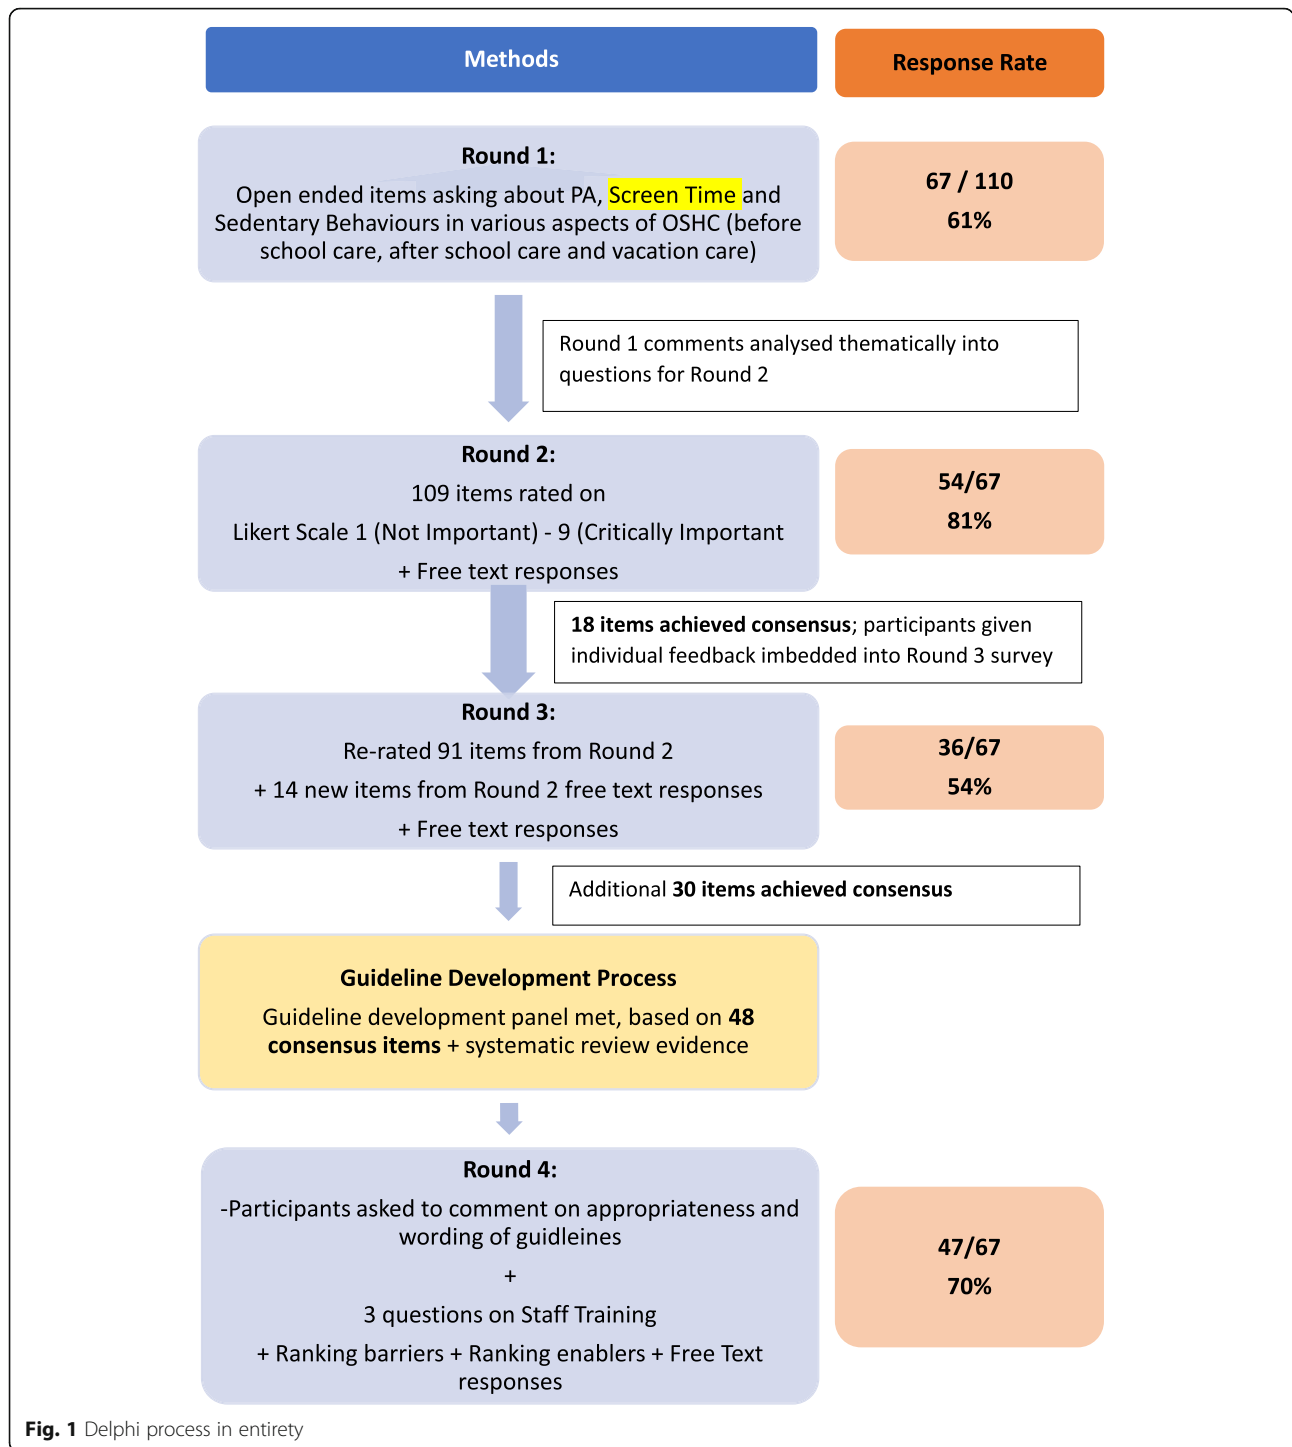 Methods
Response Rate
Round 1:
Open ended items asking about PA, Screen Time and
Sedentary Behaviours in various aspects of OSHC (before
school care, after school care and vacation care)
67 / 110
61%
Round 1 comments analysed thematically into
questions for Round 2
Round 2:
109 items rated on
Likert Scale 1 (Not Important) - 9 (Critically Important
+ Free text responses
54/67
81%
18 items achieved consensus; participants given
individual feedback imbedded into Round 3 survey
Round 3:
Re-rated 91 items from Round 2
+ 14 new items from Round 2 free text responses
+ Free text responses
36/67
54%
Additional 30 items achieved consensus
Guideline Development Process
Guideline development panel met, based on 48
consensus items + systematic review evidence
Round 4:
-Participants asked to comment on appropriateness and
wording of guidleines
+
3 questions on Staff Training
+ Ranking barriers + Ranking enablers + Free Text
responses
47/67
70%
Fig. 1 Delphi process in entirety